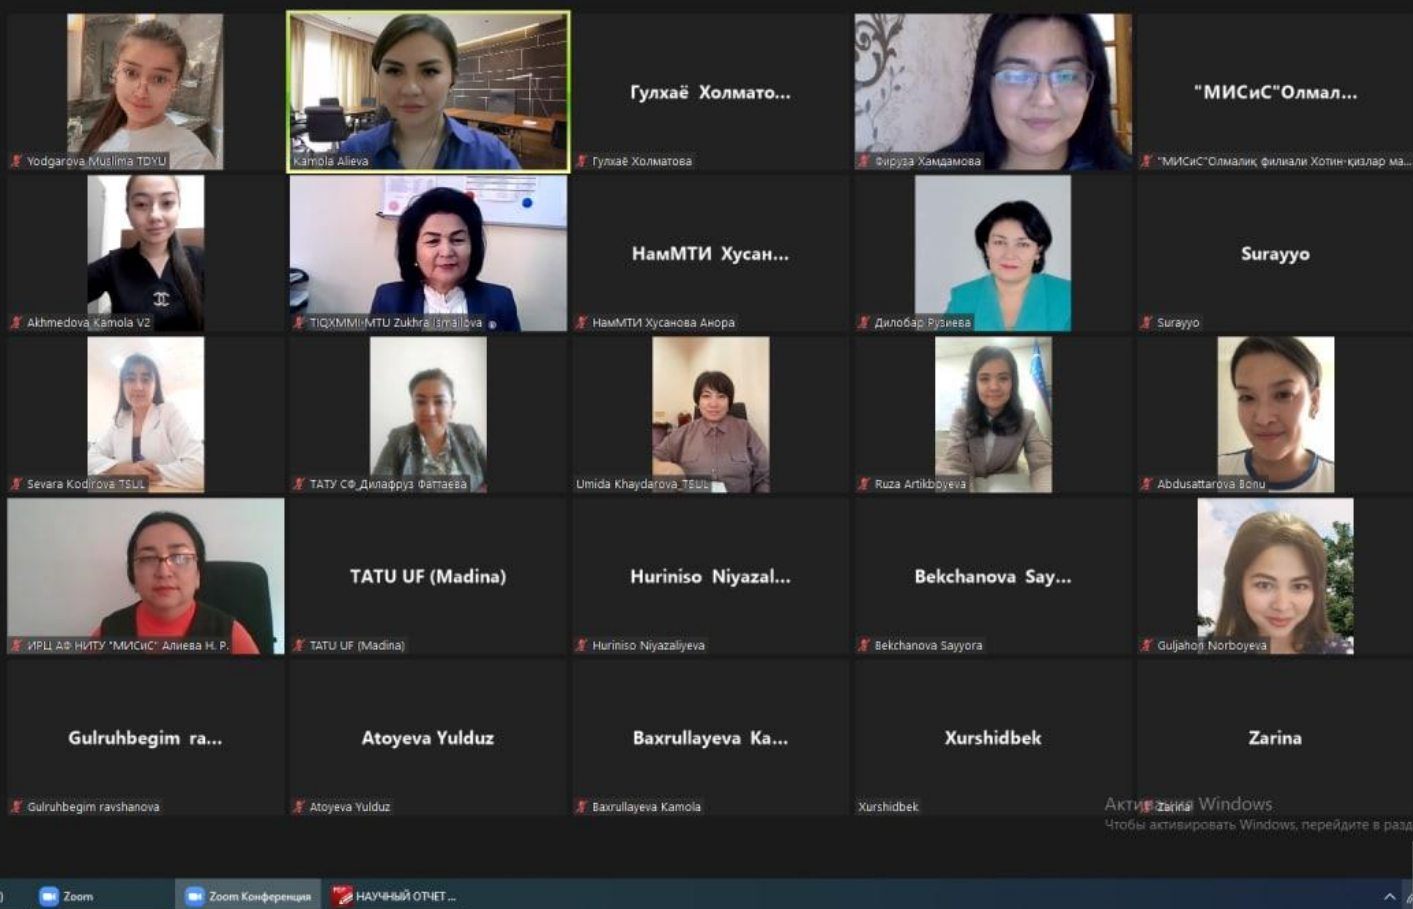 Yodgarova Muslima TDYU
Kamola Alieva
Гулхаё Холмато...
Гулхаё Холматова
Фируза Хамдамова
"МИСиС"Олмал...
"МИСиС"Олмалиқ филиали Хотин-қизлар ма...
Akhmedova Kamola V2
TIQXMMI-MTU Zukhra Ismailova
НамМТИ Хусан...
НамМТИ Хусанова Анора
Дилобар Рузиева
Surayyo
Surayyo
Sevara Kodirova TSUL
ТАТУ СФ_Дилафруз Фаттаева
Umida Khaydarova_TSUL
Ruza Artikboyeva
Abdusattarova Bonu
ИРЦ АФ НИТУ "МИСиС" Алиева Н. Р.
TATU UF (Madina)
TATU UF (Madina)
Huriniso Niyazal...
Huriniso Niyazaliyeva
Bekchanova Say...
Bekchanova Sayyora
Guljahon Norboyeva
Gulruhbegim ra...
Gulruhbegim ravshanova
Atoyeva Yulduz
Atoyeva Yulduz
Baxrullayeva Ka...
Baxrullayeva Kamola
Xurshidbek
Xurshidbek
Zarina
Zarina
Активация Windows
Чтобы активировать Windows, перейдите в разд
Zoom
Zoom Конференция
НАУЧНЫЙ ОТЧЕТ ...